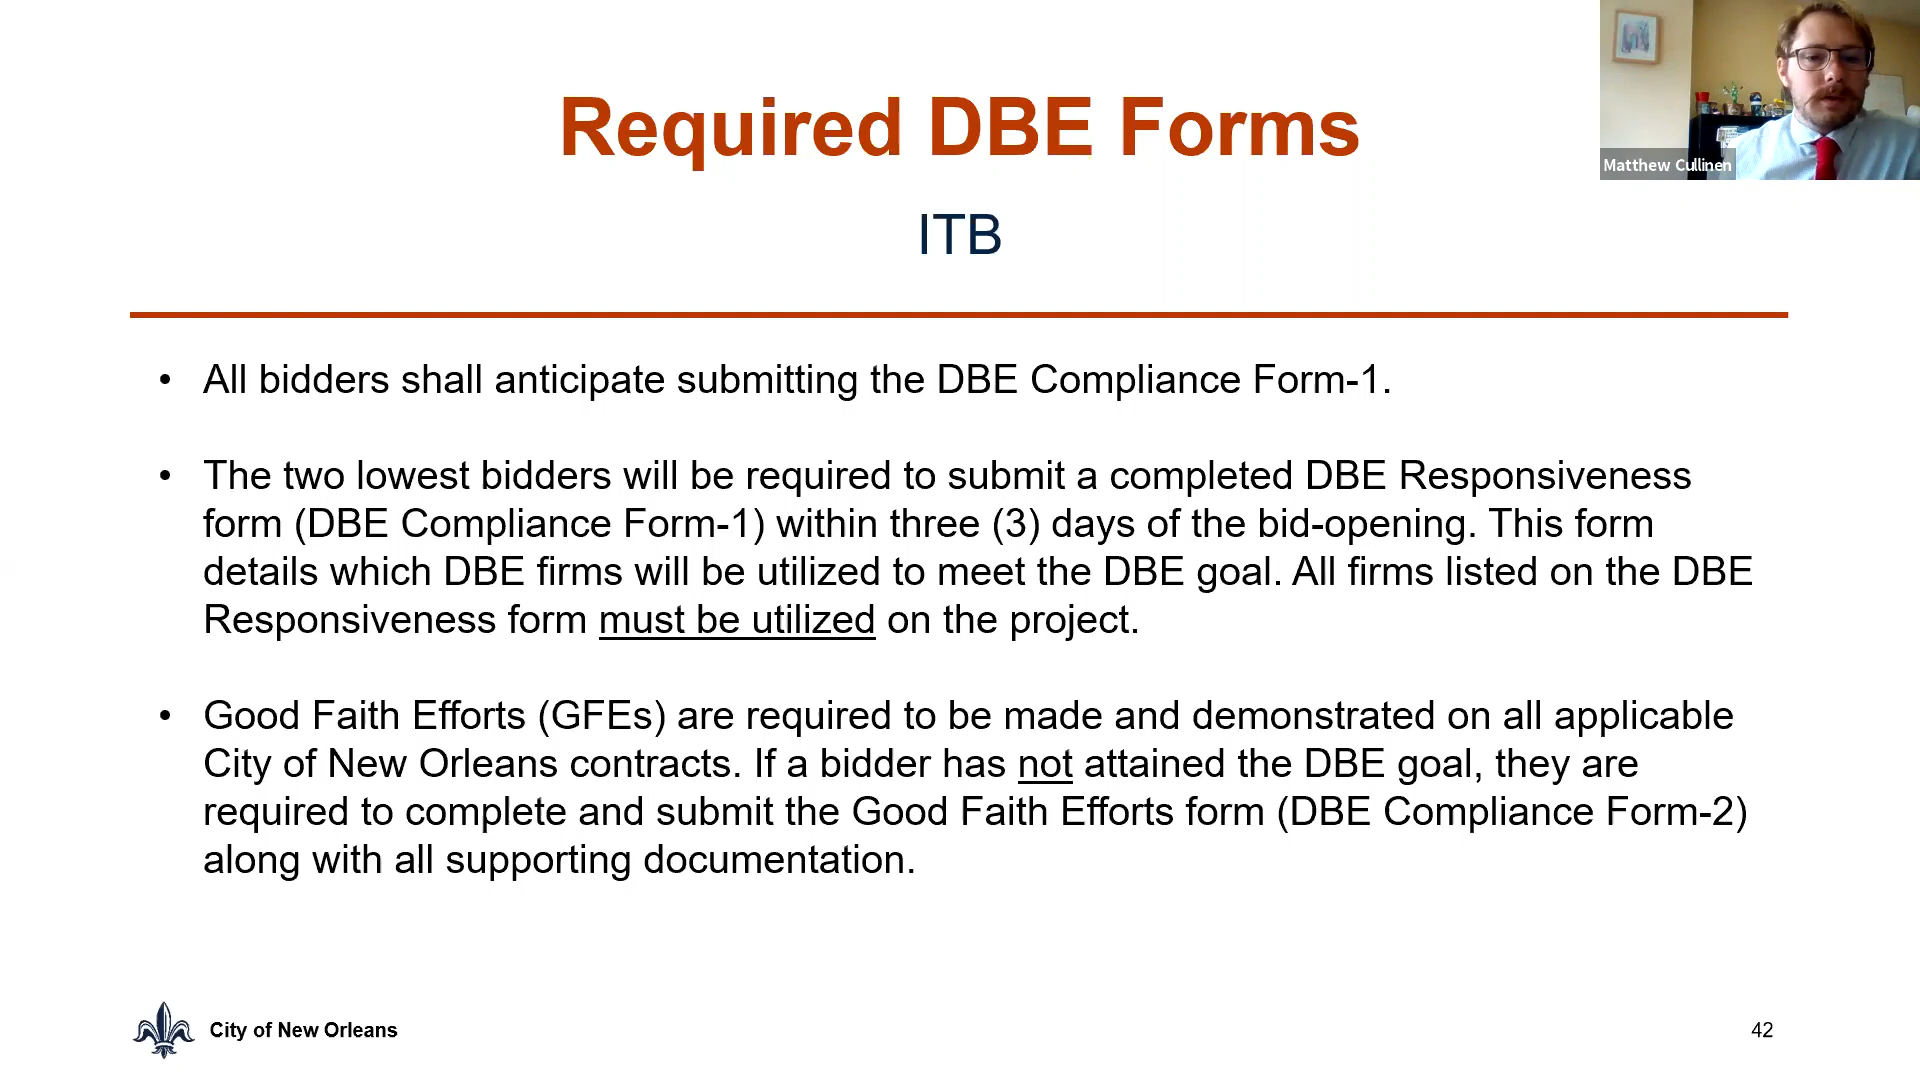 Required DBE Forms
Matthew Cullinen
ITB
• All bidders shall anticipate submitting the DBE Compliance Form-1.
• The two lowest bidders will be required to submit a completed DBE Responsiveness
form (DBE Compliance Form-1) within three (3) days of the bid-opening. This form
details which DBE firms will be utilized to meet the DBE goal. All firms listed on the DBE
Responsiveness form must be utilized on the project.
• Good Faith Efforts (GFEs) are required to be made and demonstrated on all applicable
City of New Orleans contracts. If a bidder has not attained the DBE goal, they are
required to complete and submit the Good Faith Efforts form (DBE Compliance Form-2)
along with all supporting documentation.
City of New Orleans
42